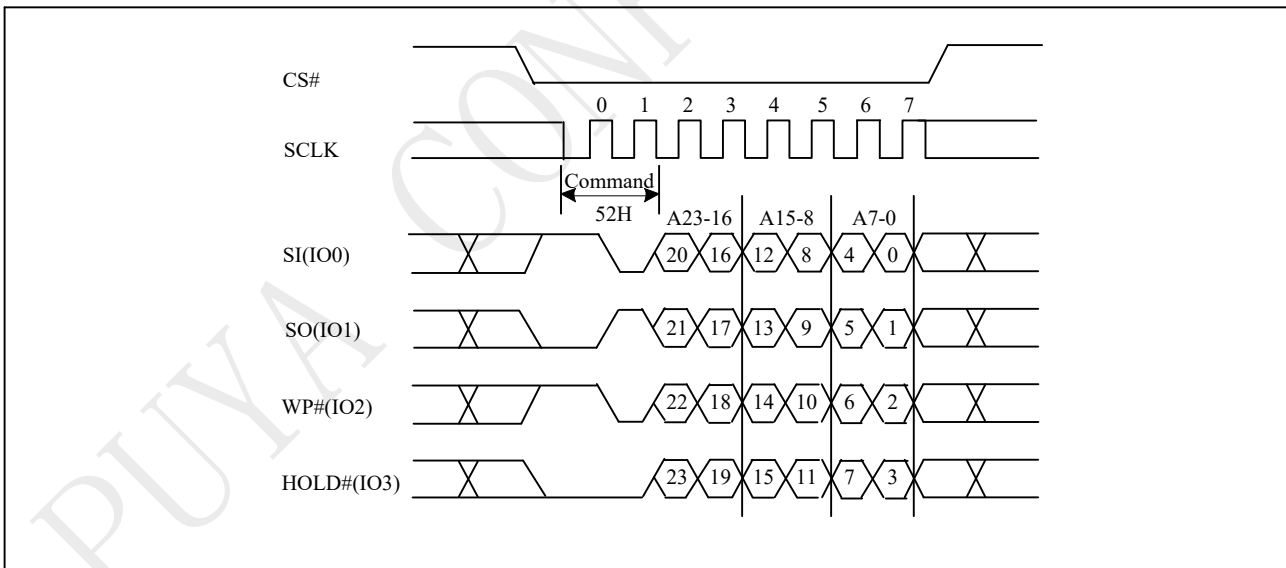 PUYA CONF
CS#
0 1 2 3 4 5 6 7
SCLK
Command
52H
A23-16 A15-8 A7-0
SI(IO0) 20 16 12 8 4 0
SO(IO1) 21 17 13 9 5 1
WP#(IO2) 22 18 14 10 6 2
HOLD#(IO3) 23 19 15 11 7 3